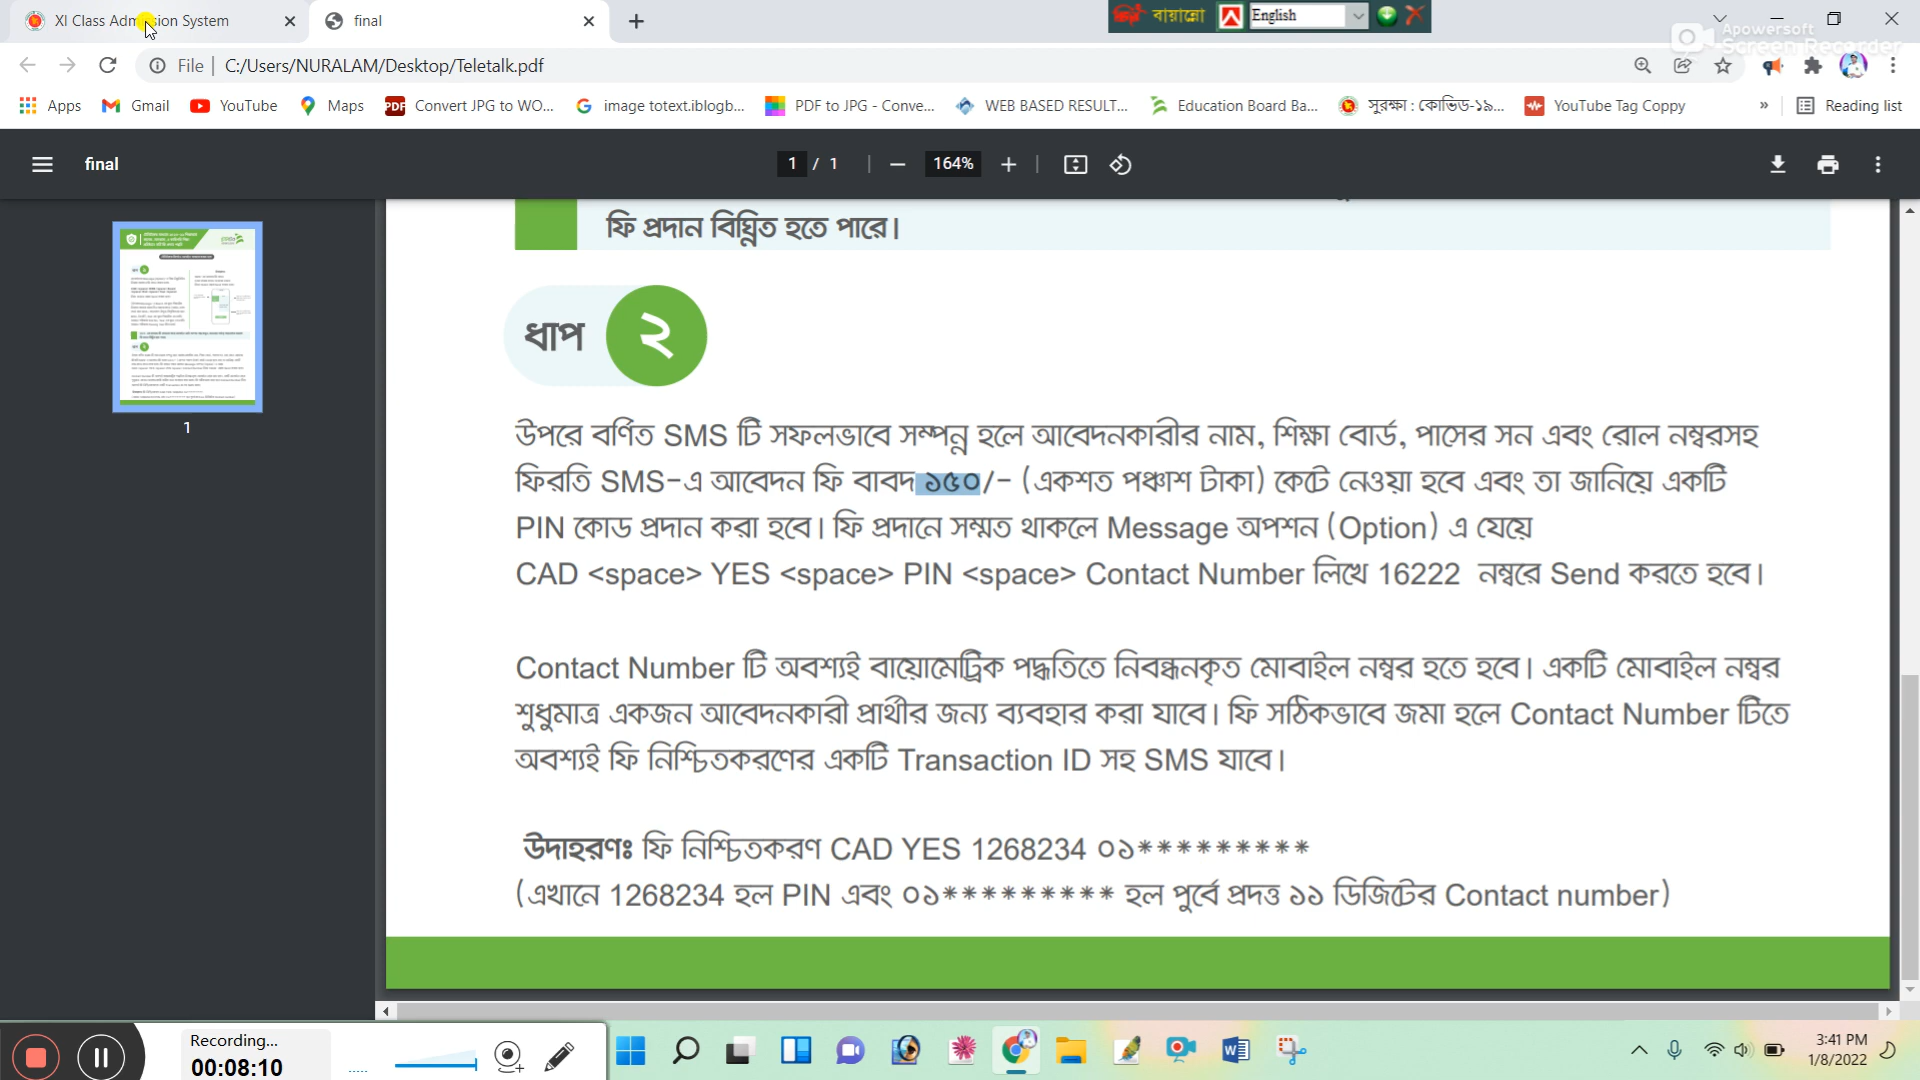 XI Class Admission System
final
বায়ান্নো
English
Apowersoft
Screen Recorder
File
C:/Users/NURALAM/Desktop/Teletalk.pdf
Apps
Gmail
YouTube
Maps
PDF
Convert JPG to WO...
image totext.iblogb...
PDF to JPG - Conve...
WEB BASED RESULT...
Education Board Ba...
সুরক্ষা : কোভিড-১৯...
YouTube Tag Coppy
»
Reading list
final
1 / 1
164%
ফি প্রদান বিঘ্নিত হতে পারে।
ধাপ ২
উপরে বর্ণিত SMS টি সফলভাবে সম্পন্ন হলে আবেদনকারীর নাম, শিক্ষা বোর্ড, পাসের সন এবং রোল নম্বরসহ
ফিরতি SMS-এ আবেদন ফি বাবদ ১৫০/- (একশত পঞ্চাশ টাকা) কেটে নেওয়া হবে এবং তা জানিয়ে একটি
PIN কোড প্রদান করা হবে। ফি প্রদানে সম্মত থাকলে Message অপশন (Option) এ যেয়ে
CAD <space> YES <space> PIN <space> Contact Number লিখে 16222 নম্বরে Send করতে হবে।
Contact Number টি অবশ্যই বায়োমেট্রিক পদ্ধতিতে নিবন্ধনকৃত মোবাইল নম্বর হতে হবে। একটি মোবাইল নম্বর
শুধুমাত্র একজন আবেদনকারী প্রার্থীর জন্য ব্যবহার করা যাবে। ফি সঠিকভাবে জমা হলে Contact Number টিতে
অবশ্যই ফি নিশ্চিতকরণের একটি Transaction ID সহ SMS যাবে।
উদাহরণঃ ফি নিশ্চিতকরণ CAD YES 1268234 ০১*********
(এখানে 1268234 হল PIN এবং ০১********* হল পুর্বে প্রদত্ত ১১ ডিজিটের Contact number)
1
Recording...
00:08:10
3:41 PM
1/8/2022